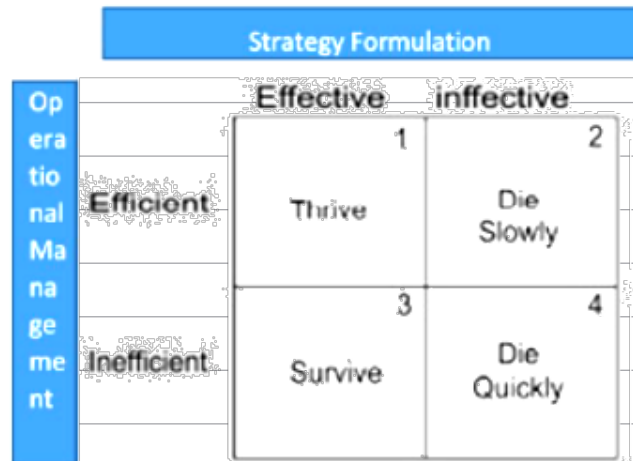 Strategy Formulation
Op
era
tio
nal
Ma
na
ge
me
nt
Effective inffective
1
2
Efficient
Thrive
Die
Slowly
3
4
Inefficient
Survive
Die
Quickly